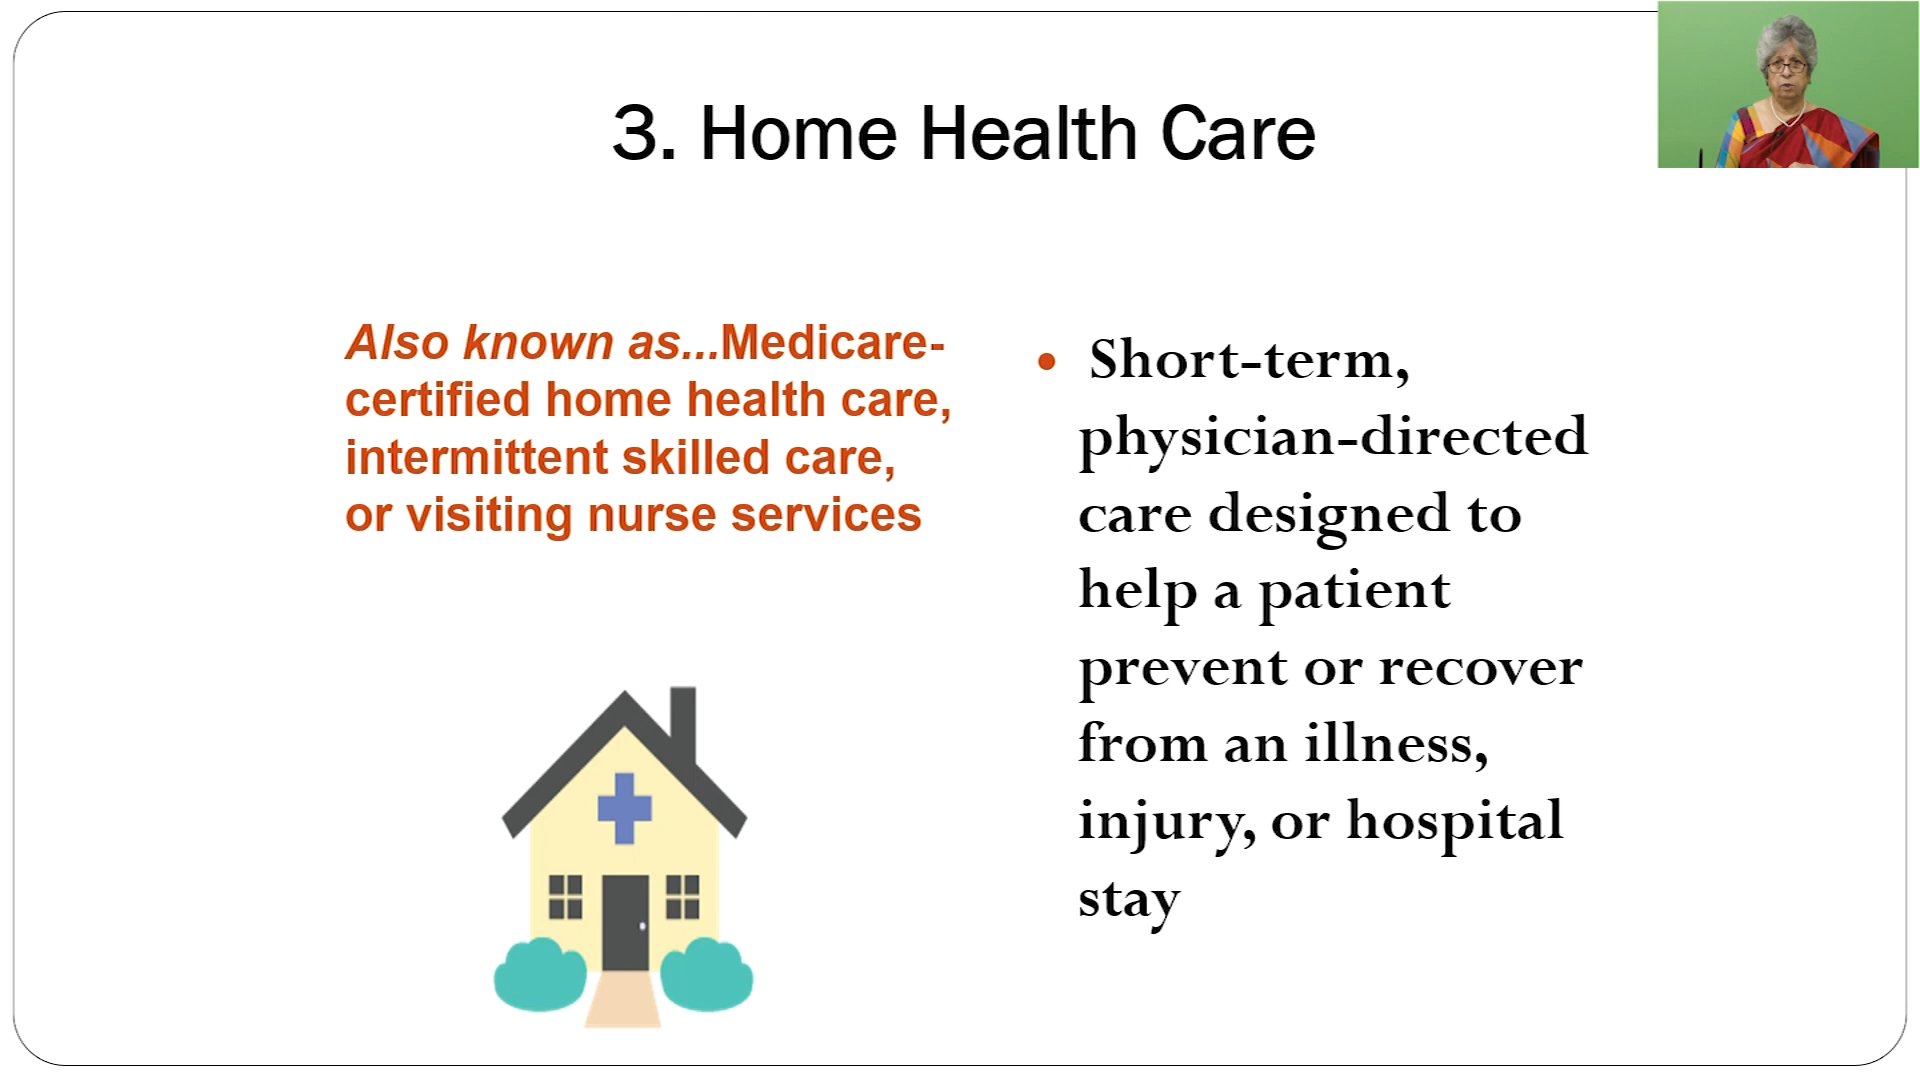 3. Home Health Care
Also known as...Medicare-
certified home health care,
intermittent skilled care,
or visiting nurse services
• Short-term,
physician-directed
care designed to
help a patient
prevent or recover
from an illness,
injury, or hospital
stay